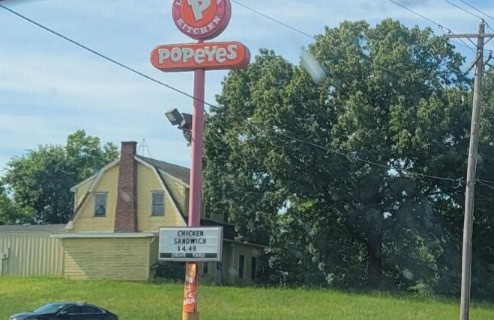 P
KITCHEN
POPEYES
CHICKEN
SANDWICH
$4.49